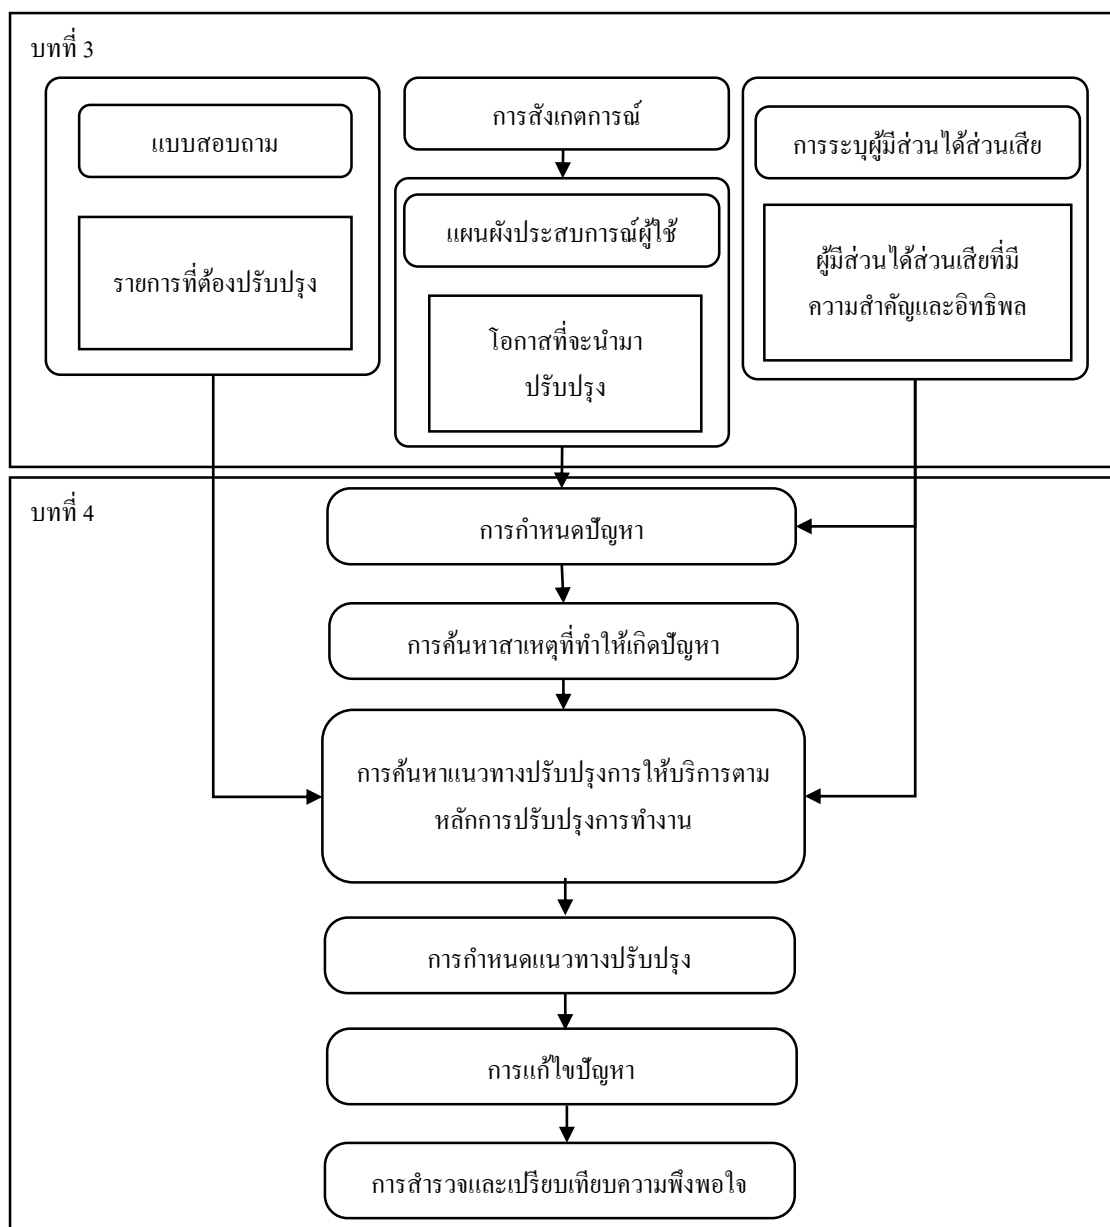 บทที่ 3
แบบสอบถาม
รายการที่ต้องปรับปรุง
การสังเกตการณ์
แผนผังประสบการณ์ผู้ใช้
โอกาสที่จะนำมา
ปรับปรุง
การระบุผู้มีส่วนได้ส่วนเสีย
ผู้มีส่วนได้ส่วนเสียที่มี
ความสำคัญและอิทธิพล
บทที่ 4
การกำหนดปัญหา
การค้นหาสาเหตุที่ทำให้เกิดปัญหา
การค้นหาแนวทางปรับปรุงการให้บริการตาม
หลักการปรับปรุงการทำงาน
การกำหนดแนวทางปรับปรุง
การแก้ไขปัญหา
การสำรวจและเปรียบเทียบความพึงพอใจ